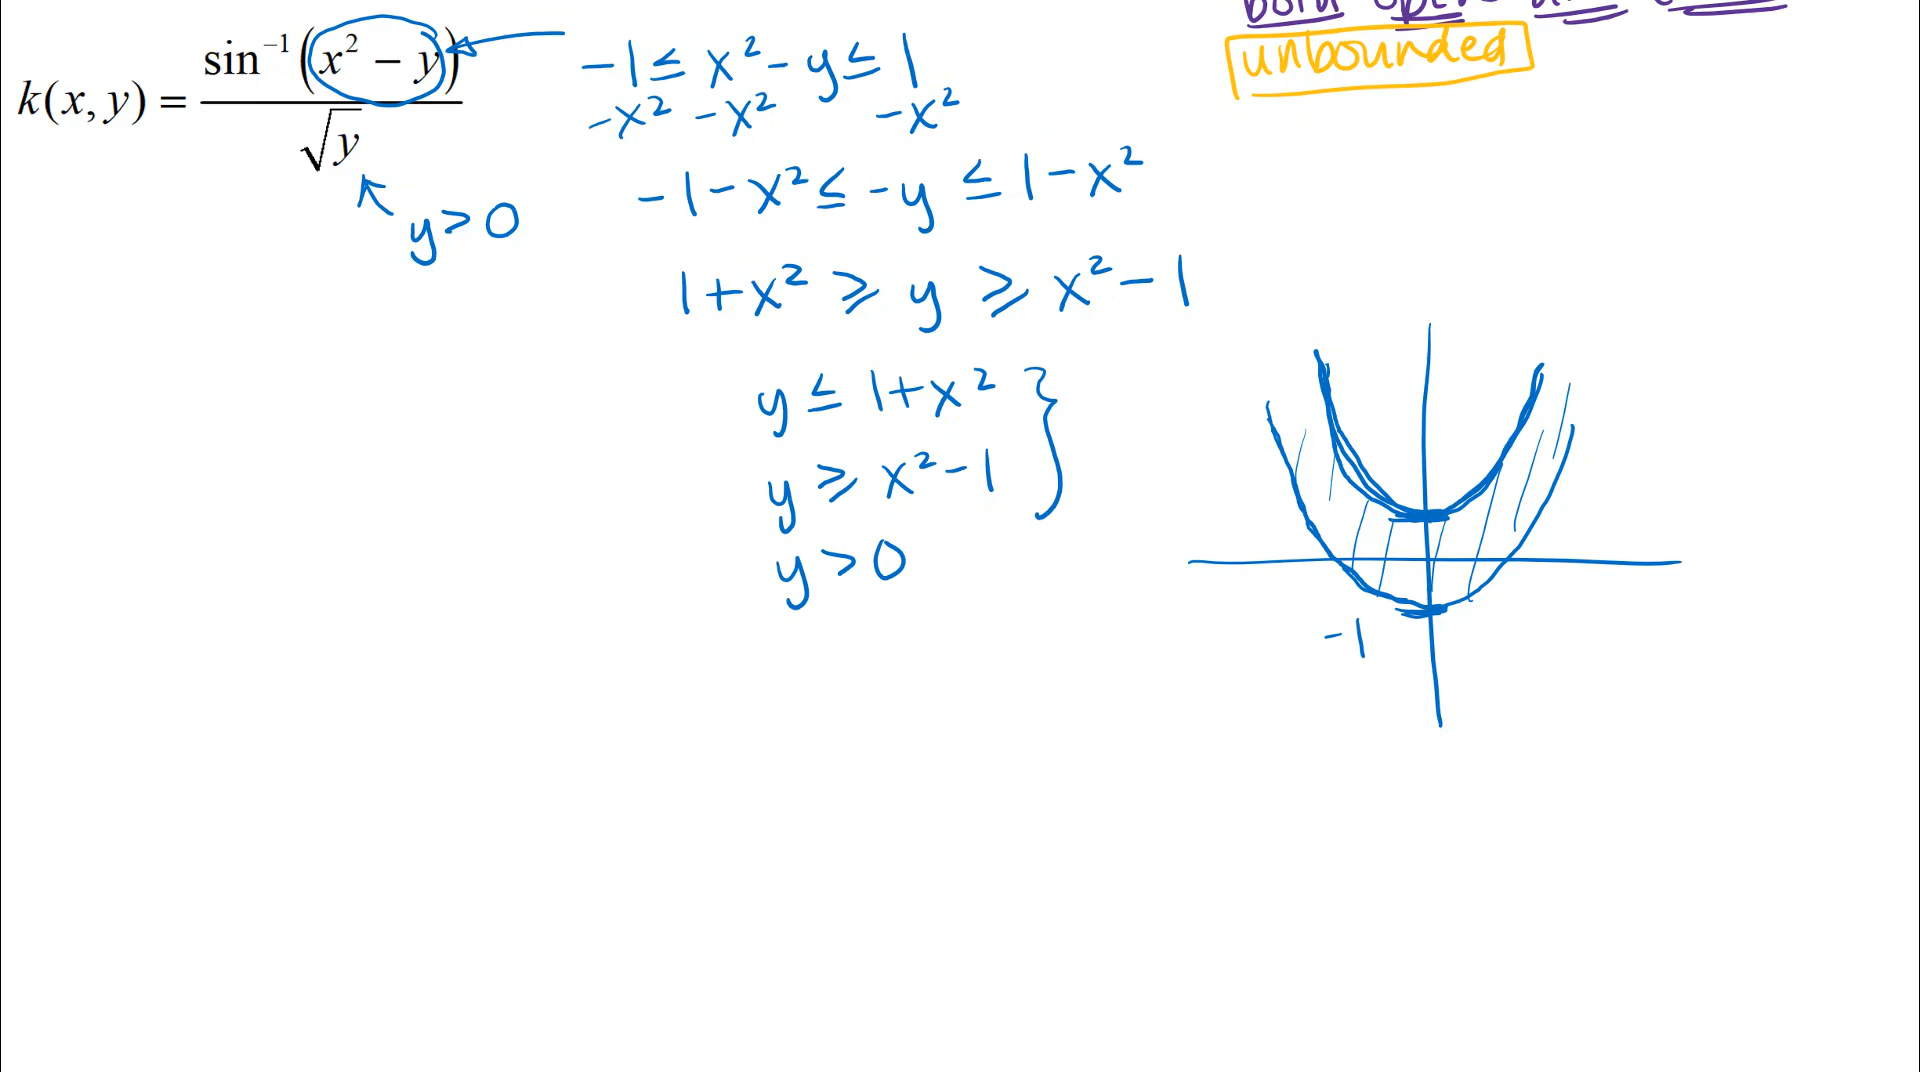 unbounded
k(x, y) = sin⁻¹(x² − y) / √y
y > 0
-1 ≤ x² - y ≤ 1
-x² -x² -x²
-1 - x² ≤ -y ≤ 1 - x²
1 + x² ≥ y ≥ x² - 1
y ≤ 1 + x² }
y ≥ x² - 1
y > 0
-1